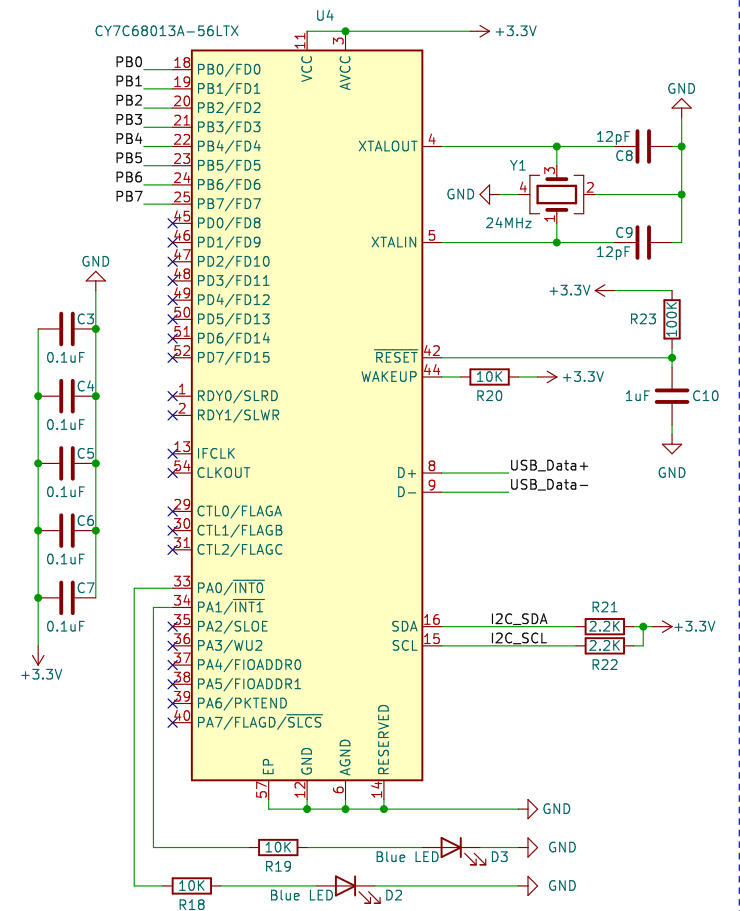 U4
CY7C68013A-56LTX
+3.3V
11
3
VCC
AVCC
PB0 18 PB0/FD0
PB1 19 PB1/FD1
PB2 20 PB2/FD2
PB3 21 PB3/FD3
PB4 22 PB4/FD4
PB5 23 PB5/FD5
PB6 24 PB6/FD6
PB7 25 PB7/FD7
45 PD0/FD8
46 PD1/FD9
47 PD2/FD10
48 PD3/FD11
49 PD4/FD12
50 PD5/FD13
51 PD6/FD14
52 PD7/FD15
1 RDY0/SLRD
2 RDY1/SLWR
13 IFCLK
54 CLKOUT
29 CTL0/FLAGA
30 CTL1/FLAGB
31 CTL2/FLAGC
33 PA0/INT0
34 PA1/INT1
35 PA2/SLOE
36 PA3/WU2
37 PA4/FIOADDR0
38 PA5/FIOADDR1
39 PA6/PKTEND
40 PA7/FLAGD/SLCS
XTALOUT 4
XTALIN 5
RESET 42
WAKEUP 44
D+ 8 USB_Data+
D- 9 USB_Data-
SDA 16 I2C_SDA
SCL 15 I2C_SCL
EP
GND
AGND
RESERVED
57
12
6
14
GND
GND
12pF
C8
Y1
3
GND 4
2
1
24MHz
C9
12pF
+3.3V
R23
100K
10K
R20
+3.3V
1uF C10
GND
R21
2.2K
+3.3V
2.2K
R22
GND
C3
0.1uF
C4
0.1uF
C5
0.1uF
C6
0.1uF
C7
0.1uF
+3.3V
10K
R19
Blue LED D3
GND
10K
R18
Blue LED D2
GND